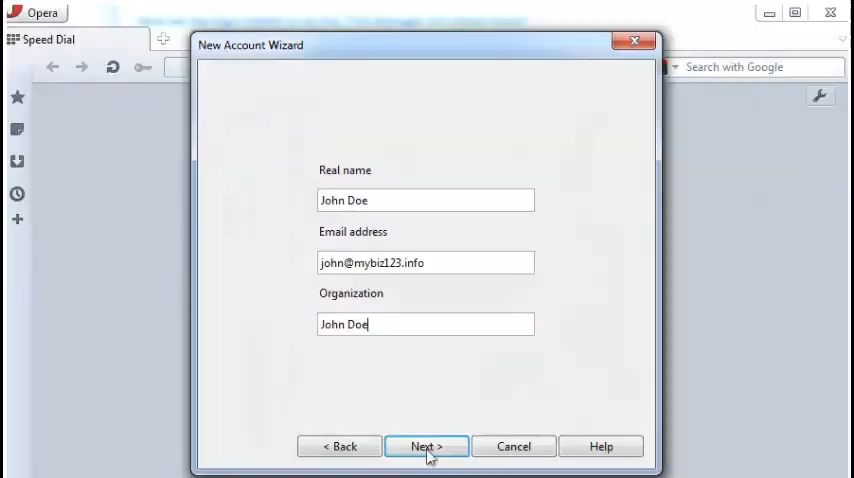 Opera
Speed Dial
New Account Wizard
Search with Google
Real name
John Doe
Email address
john@mybiz123.info
Organization
John Doe
< Back
Next >
Cancel
Help